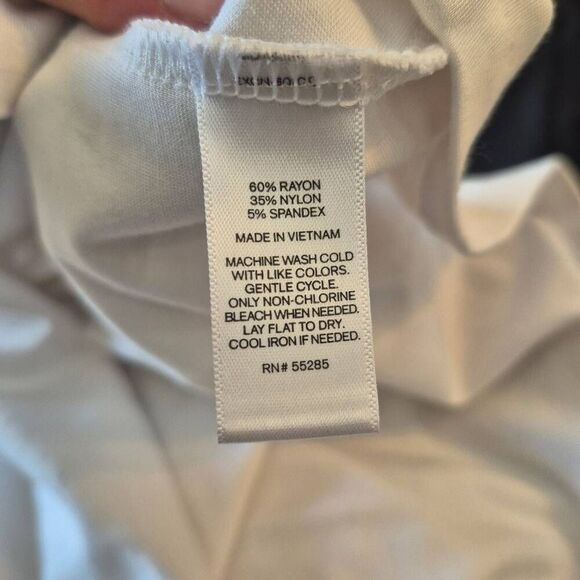 60% RAYON
35% NYLON
5% SPANDEX
MADE IN VIETNAM
MACHINE WASH COLD
WITH LIKE COLORS.
GENTLE CYCLE.
ONLY NON-CHLORINE
BLEACH WHEN NEEDED.
LAY FLAT TO DRY.
COOL IRON IF NEEDED.
RN# 55285